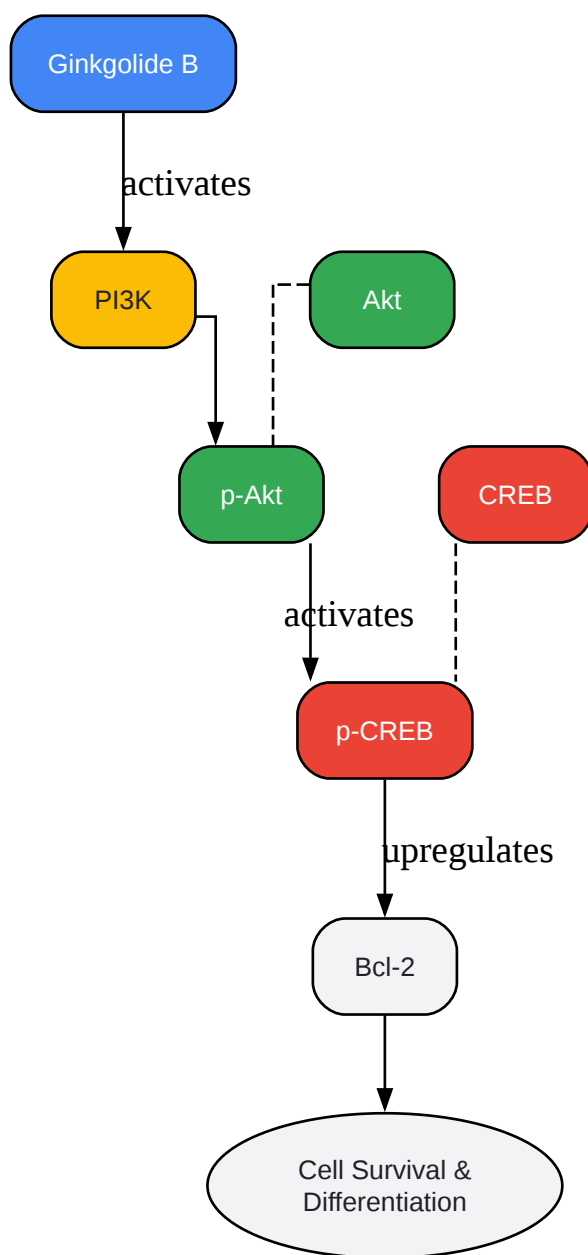 Ginkgolide B
activates
PI3K
Akt
p-Akt
CREB
activates
p-CREB
upregulates
Bcl-2
Cell Survival &
Differentiation